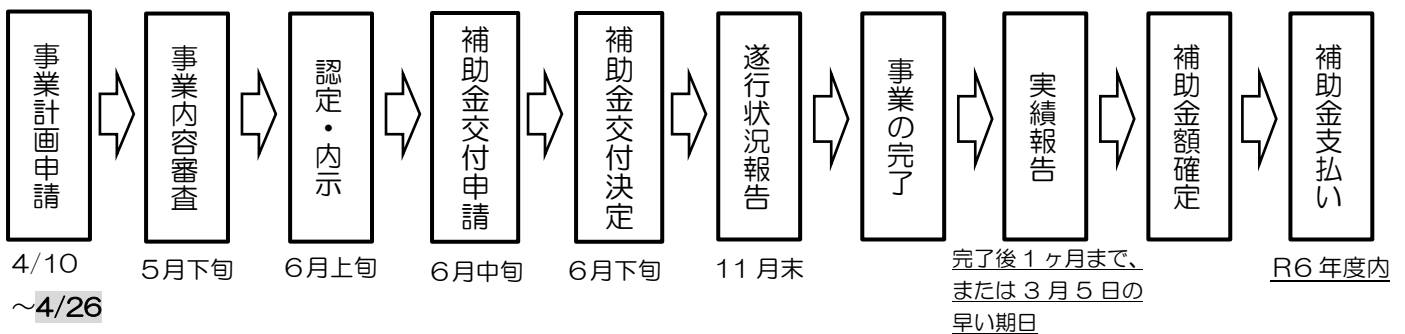 事業計画申請
事業内容審査
認定・内示
補助金交付申請
補助金交付決定
遂行状況報告
事業の完了
実績報告
補助金額確定
補助金支払い
4/10
～4/26
5月下旬
6月上旬
6月中旬
6月下旬
11月末
完了後1ヶ月まで、
または3月5日の
早い期日
R6年度内